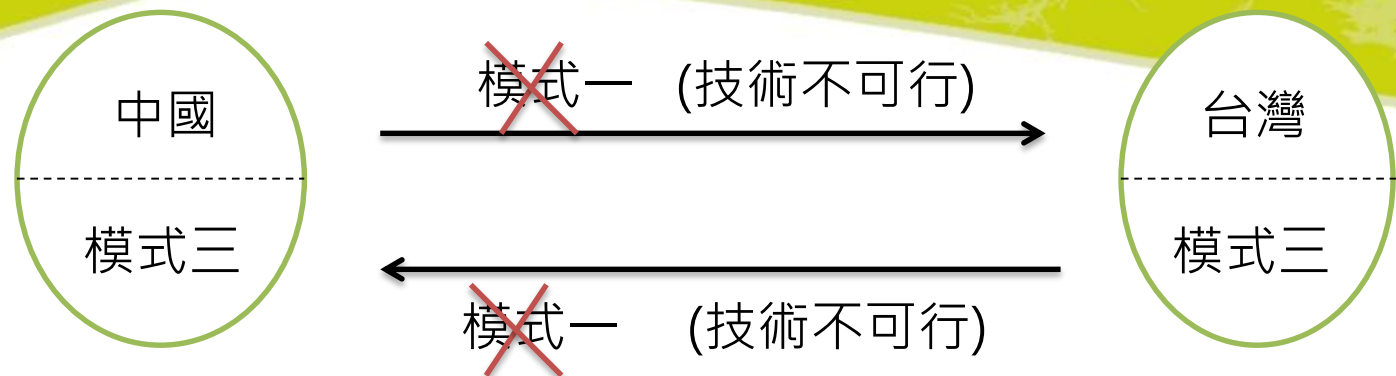 中國
模式三
模式一 (技術不可行)
模式一 (技術不可行)
台灣
模式三